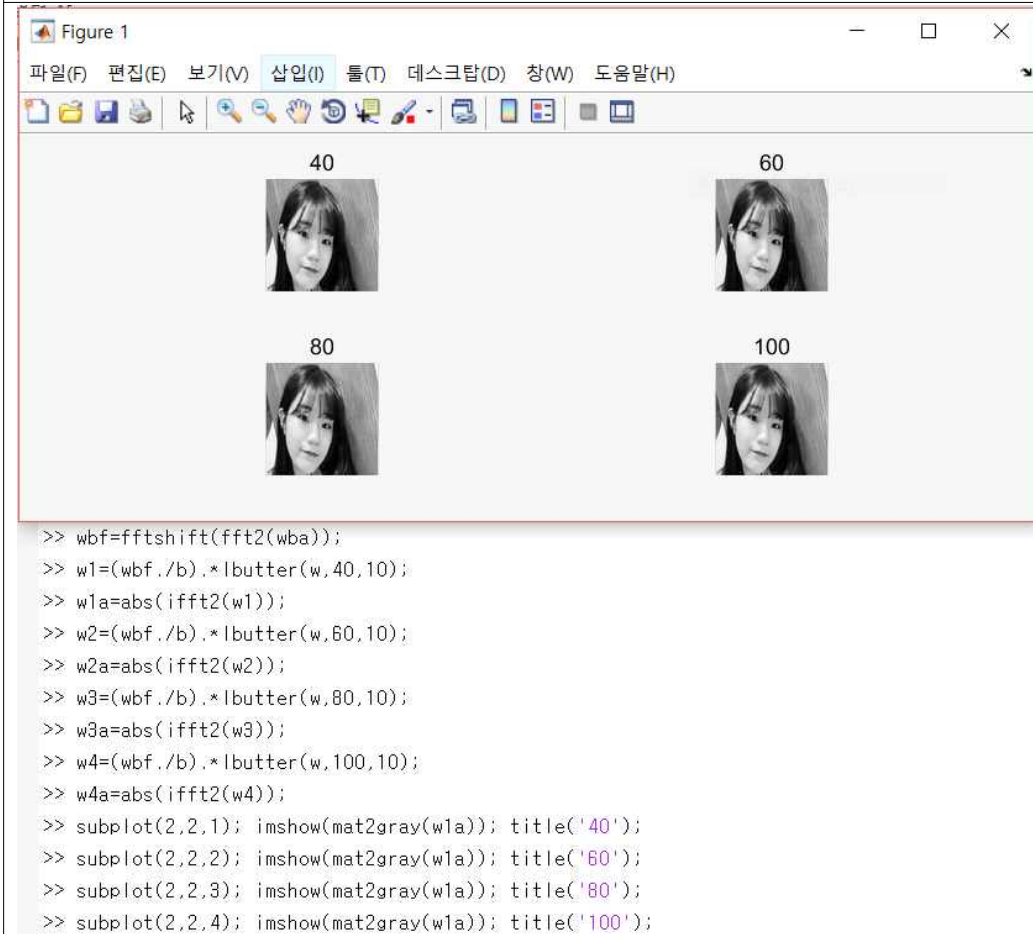 Figure 1
파일(F) 편집(E) 보기(V) 삽입(I) 툴(T) 데스크탑(D) 창(W) 도움말(H)
40 60
80 100
>> wbf=fftshift(fft2(wba));
>> w1=(wbf./b).*lbutter(w,40,10);
>> w1a=abs(ifft2(w1));
>> w2=(wbf./b).*lbutter(w,60,10);
>> w2a=abs(ifft2(w2));
>> w3=(wbf./b).*lbutter(w,80,10);
>> w3a=abs(ifft2(w3));
>> w4=(wbf./b).*lbutter(w,100,10);
>> w4a=abs(ifft2(w4));
>> subplot(2,2,1); imshow(mat2gray(w1a)); title('40');
>> subplot(2,2,2); imshow(mat2gray(w1a)); title('60');
>> subplot(2,2,3); imshow(mat2gray(w1a)); title('80');
>> subplot(2,2,4); imshow(mat2gray(w1a)); title('100');